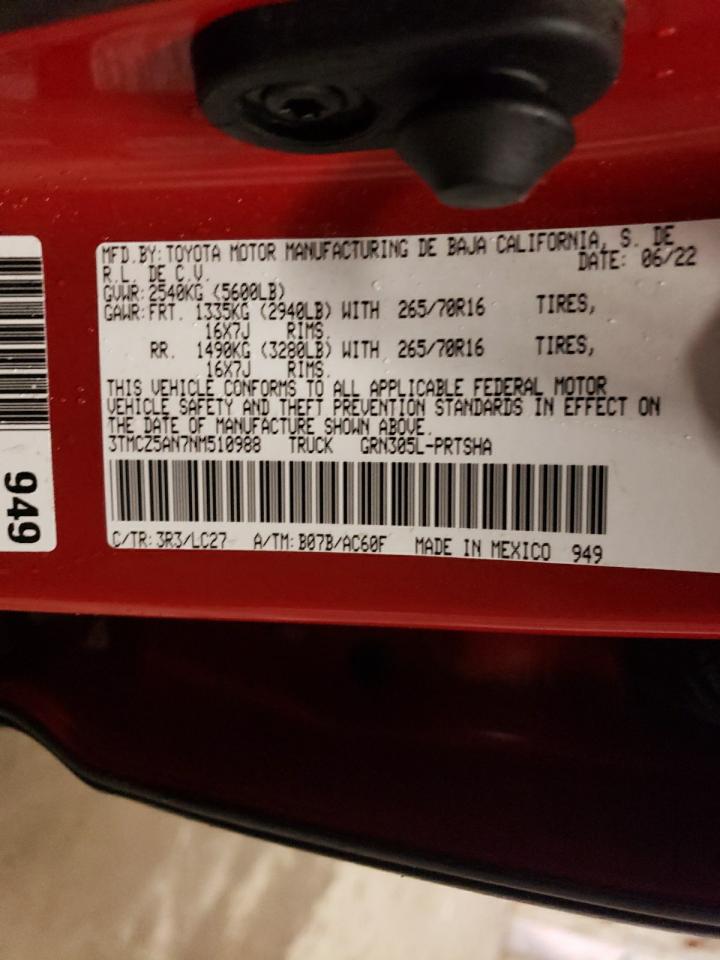 MFD.BY: TOYOTA MOTOR MANUFACTURING DE BAJA CALIFORNIA, S. DE
R.L. DE C.V. DATE: 06/22
GVWR: 2540KG (5600LB)
GAWR: FRT. 1335KG (2940LB) WITH 265/70R16 TIRES,
16X7J RIMS.
RR. 1490KG (3280LB) WITH 265/70R16 TIRES,
16X7J RIMS.
THIS VEHICLE CONFORMS TO ALL APPLICABLE FEDERAL MOTOR
VEHICLE SAFETY AND THEFT PREVENTION STANDARDS IN EFFECT ON
THE DATE OF MANUFACTURE SHOWN ABOVE.
3TMCZ5AN7NM510988 TRUCK GRN305L-PRTSHA
C/TR: 3R3/LC27 A/TM: B07B/AC60F MADE IN MEXICO 949
949